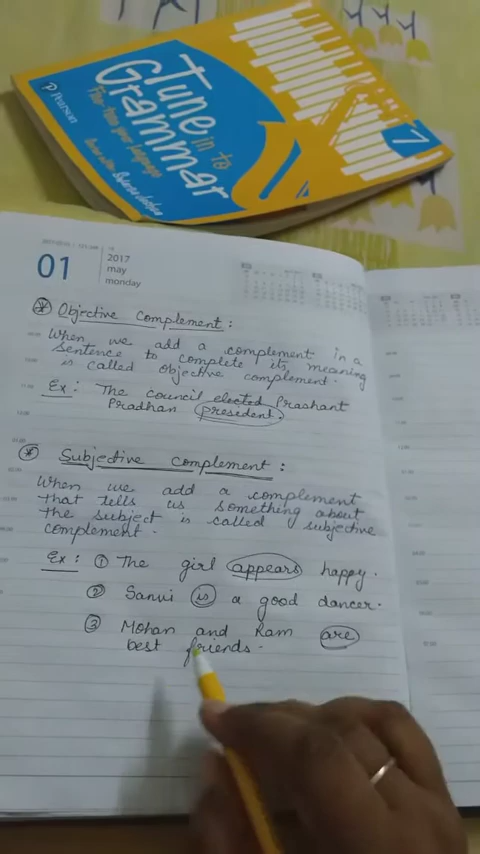 Pearson
Tune in to
Grammar
7
01
2017
may
monday
Objective Complement :
When we add a complement in a
sentence to complete its meaning
is called objective complement.
Ex : The council elected Prashant
Pradhan presedent.
Subjective complement :
When we add a complement
that tells us something about
the subject is called subjective
complement.
Ex : 1 The girl appears happy.
2 Sanvi is a good dancer.
3 Mohan and Ram are
best friends.